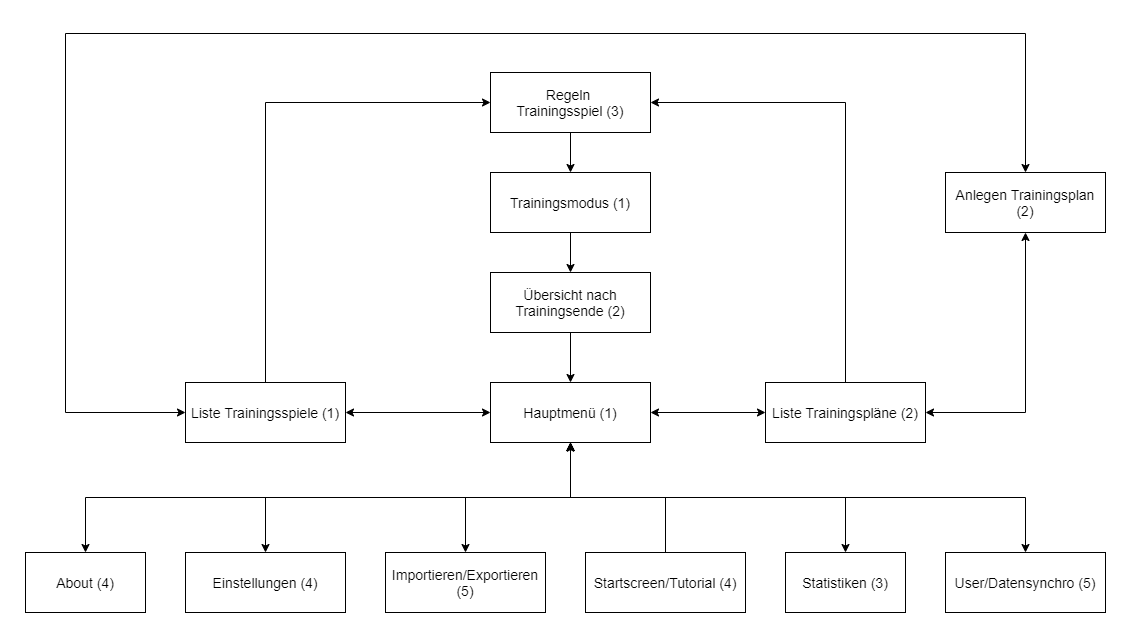 Regeln
Trainingsspiel (3)
Trainingsmodus (1)
Anlegen Trainingsplan
(2)
Übersicht nach
Trainingsende (2)
Liste Trainingsspiele (1)
Hauptmenü (1)
Liste Trainingspläne (2)
About (4)
Einstellungen (4)
Importieren/Exportieren
(5)
Startscreen/Tutorial (4)
Statistiken (3)
User/Datensynchro (5)